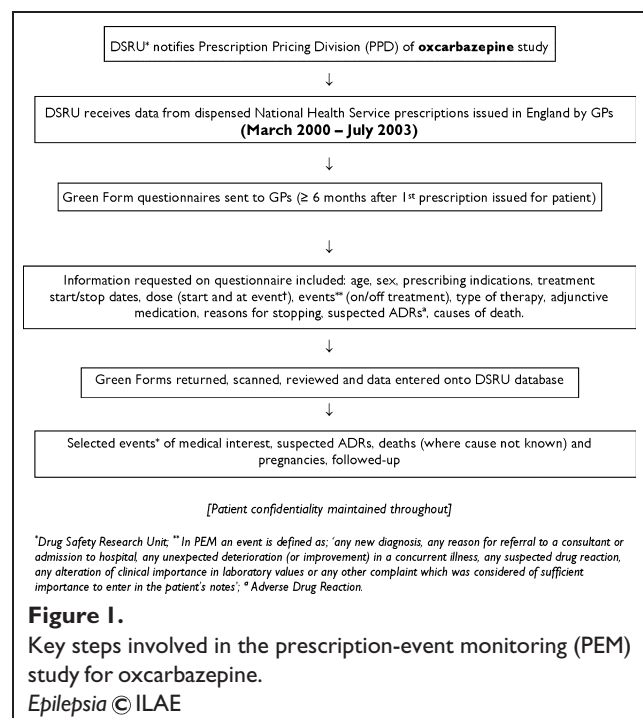 DSRU* notifies Prescription Pricing Division (PPD) of oxcarbazepine study
↓
DSRU receives data from dispensed National Health Service prescriptions issued in England by GPs
(March 2000 – July 2003)
↓
Green Form questionnaires sent to GPs (≥ 6 months after 1st prescription issued for patient)
↓
Information requested on questionnaire included: age, sex, prescribing indications, treatment
start/stop dates, dose (start and at event†), events** (on/off treatment), type of therapy, adjunctive
medication, reasons for stopping, suspected ADRsª, causes of death.
↓
Green Forms returned, scanned, reviewed and data entered onto DSRU database
↓
Selected events* of medical interest, suspected ADRs, deaths (where cause not known) and
pregnancies, followed-up
[Patient confidentiality maintained throughout]
*Drug Safety Research Unit; ** In PEM an event is defined as; ‘any new diagnosis, any reason for referral to a consultant or
admission to hospital, any unexpected deterioration (or improvement) in a concurrent illness, any suspected drug reaction,
any alteration of clinical importance in laboratory values or any other complaint which was considered of sufficient
importance to enter in the patient’s notes’; ª Adverse Drug Reaction.
Figure 1.
Key steps involved in the prescription-event monitoring (PEM)
study for oxcarbazepine.
Epilepsia © ILAE